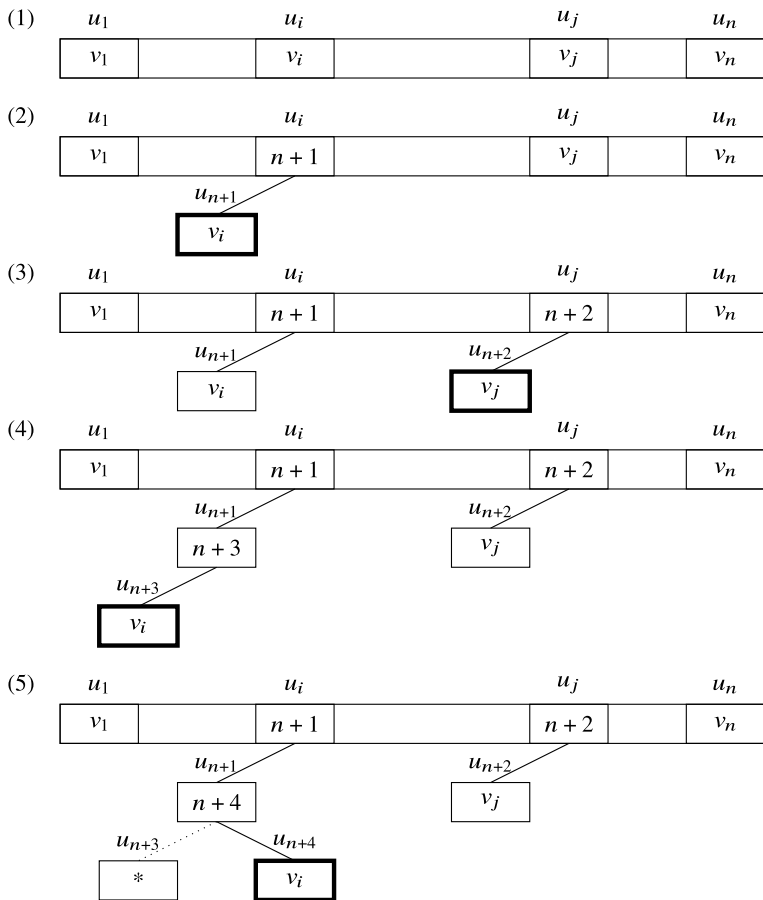 (1) u₁ uᵢ uⱼ uₙ
v₁ vᵢ vⱼ vₙ
(2) u₁ uᵢ uⱼ uₙ
v₁ n + 1 vⱼ vₙ
uₙ₊₁
vᵢ
(3) u₁ uᵢ uⱼ uₙ
v₁ n + 1 n + 2 vₙ
uₙ₊₁ uₙ₊₂
vᵢ vⱼ
(4) u₁ uᵢ uⱼ uₙ
v₁ n + 1 n + 2 vₙ
uₙ₊₁ uₙ₊₂
n + 3 vⱼ
uₙ₊₃
vᵢ
(5) u₁ uᵢ uⱼ uₙ
v₁ n + 1 n + 2 vₙ
uₙ₊₁ uₙ₊₂
n + 4 vⱼ
uₙ₊₃ uₙ₊₄
* vᵢ